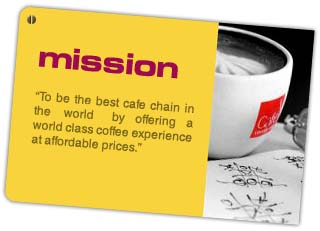 mission
“To be the best cafe chain in
the world by offering a
world class coffee experience
at affordable prices.”
Café